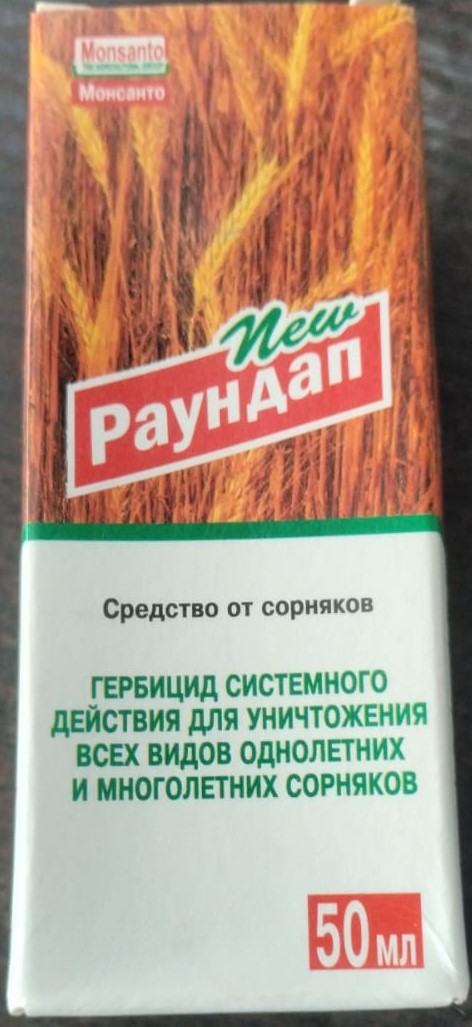 Monsanto
Монсанто
New
Раундап
Средство от сорняков
ГЕРБИЦИД СИСТЕМНОГО
ДЕЙСТВИЯ ДЛЯ УНИЧТОЖЕНИЯ
ВСЕХ ВИДОВ ОДНОЛЕТНИХ
И МНОГОЛЕТНИХ СОРНЯКОВ
50 мл